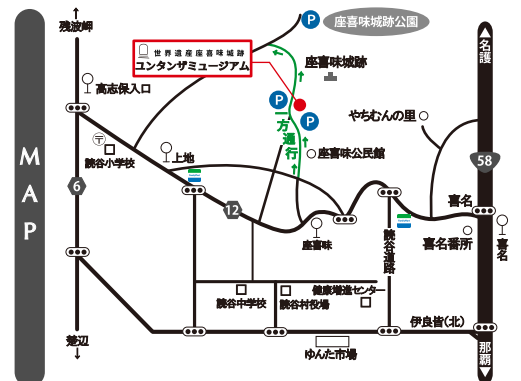 MAP
残波岬
座喜味城跡公園
P
名護
世界遺産座喜味城跡
ユンタンザミュージアム
座喜味城跡
高志保入口
P
P
やちむんの里
一方通行
〒
読谷小学校
上地
座喜味公民館
58
6
12
喜名
座喜味
読谷道路
喜名番所
喜名
読谷中学校
読谷村役場
健康増進センター
伊良皆(北)
楚辺
ゆんた市場
那覇